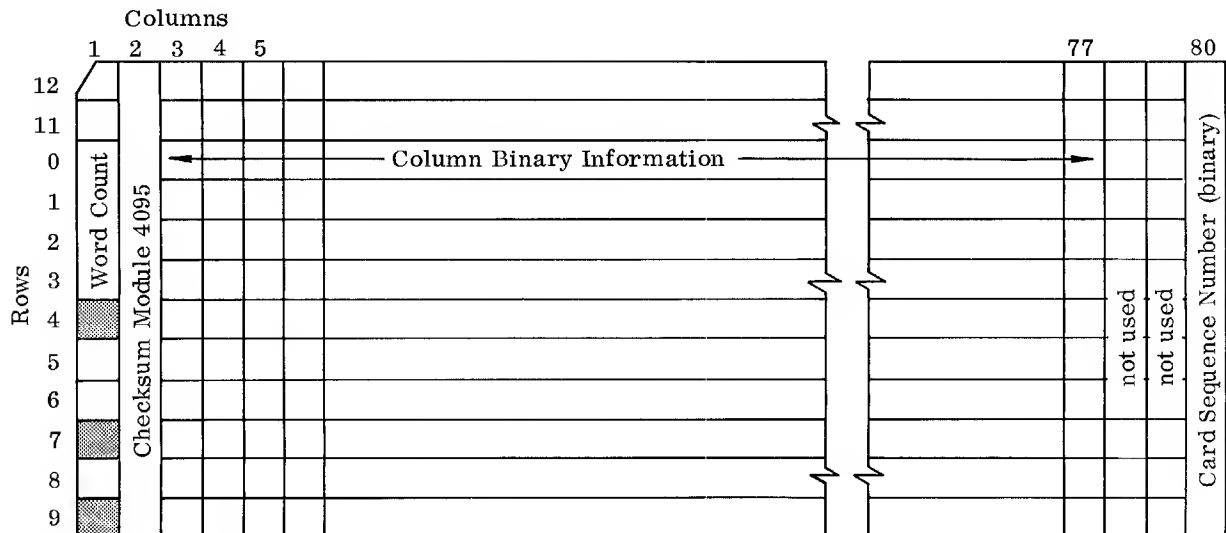 Columns
1 2 3 4 5 77 80
12
11
0
1
2
3
4
5
6
7
8
9
Rows
Word Count
Checksum Module 4095
Column Binary Information
not used
not used
Card Sequence Number (binary)